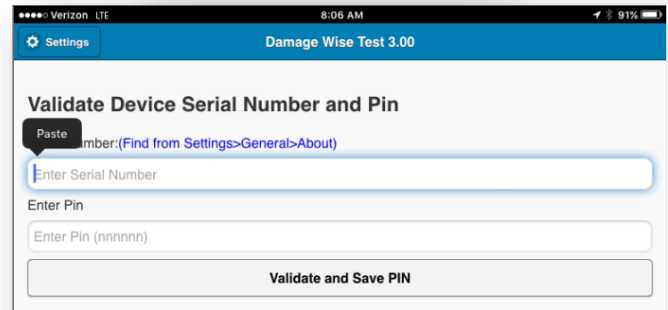 Verizon LTE 8:06 AM 91%
Settings Damage Wise Test 3.00
Validate Device Serial Number and Pin
Paste
mber:(Find from Settings>General>About)
Enter Serial Number
Enter Pin
Enter Pin (nnnnnn)
Validate and Save PIN